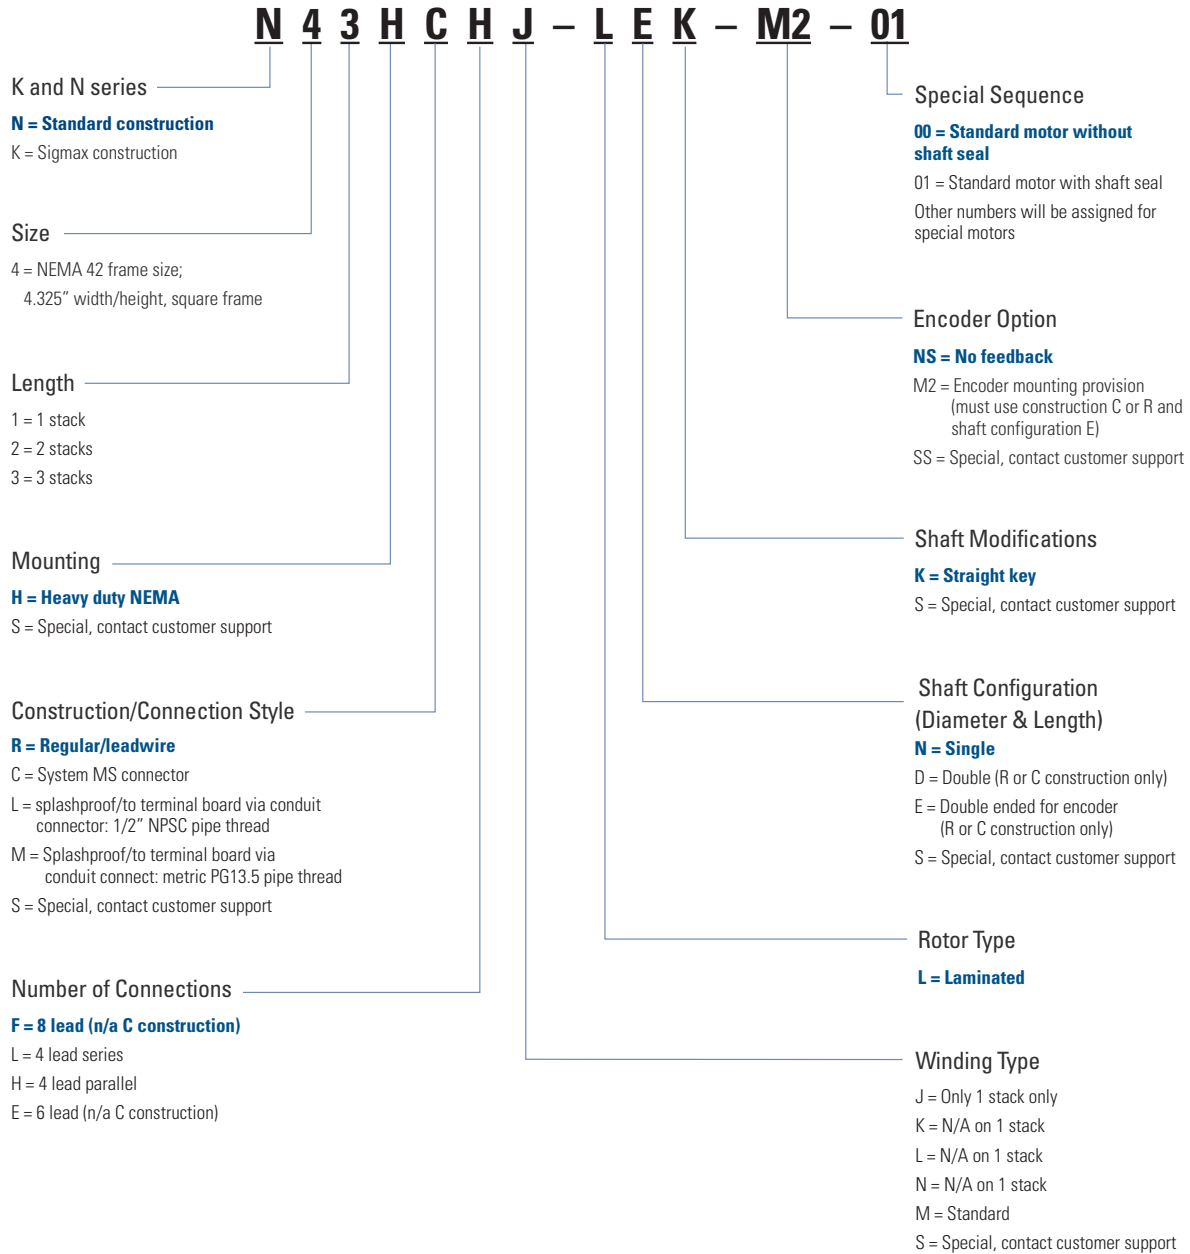 N 4 3 H C H J – L E K – M2 – 01
K and N series
N = Standard construction
K = Sigmax construction
Size
4 = NEMA 42 frame size;
4.325” width/height, square frame
Length
1 = 1 stack
2 = 2 stacks
3 = 3 stacks
Mounting
H = Heavy duty NEMA
S = Special, contact customer support
Construction/Connection Style
R = Regular/leadwire
C = System MS connector
L = splashproof/to terminal board via conduit
connector: 1/2” NPSC pipe thread
M = Splashproof/to terminal board via
conduit connect: metric PG13.5 pipe thread
S = Special, contact customer support
Number of Connections
F = 8 lead (n/a C construction)
L = 4 lead series
H = 4 lead parallel
E = 6 lead (n/a C construction)
Special Sequence
00 = Standard motor without
shaft seal
01 = Standard motor with shaft seal
Other numbers will be assigned for
special motors
Encoder Option
NS = No feedback
M2 = Encoder mounting provision
(must use construction C or R and
shaft configuration E)
SS = Special, contact customer support
Shaft Modifications
K = Straight key
S = Special, contact customer support
Shaft Configuration
(Diameter & Length)
N = Single
D = Double (R or C construction only)
E = Double ended for encoder
(R or C construction only)
S = Special, contact customer support
Rotor Type
L = Laminated
Winding Type
J = Only 1 stack only
K = N/A on 1 stack
L = N/A on 1 stack
N = N/A on 1 stack
M = Standard
S = Special, contact customer support